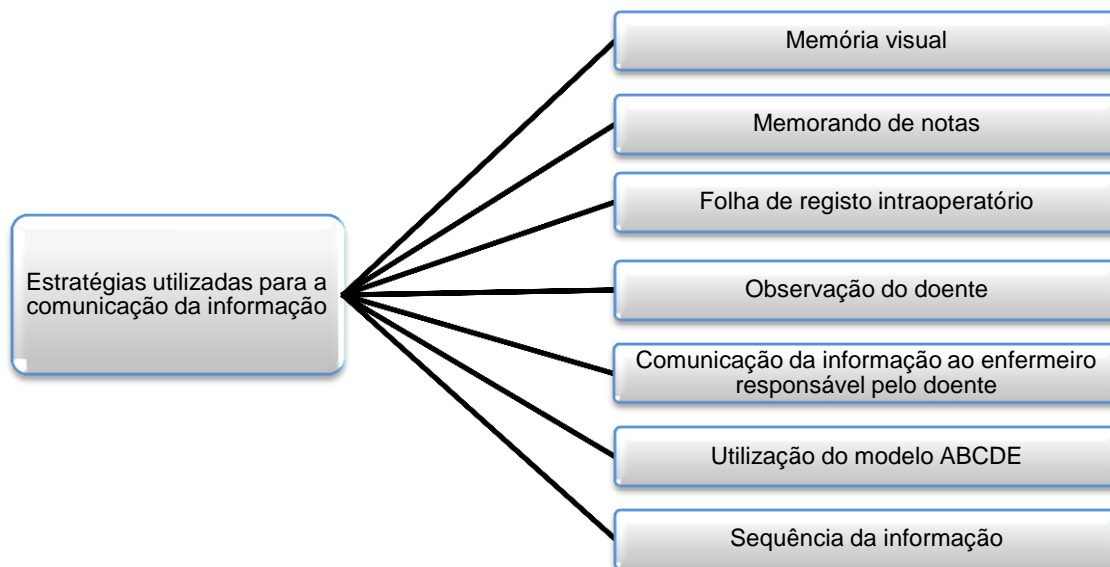 Memória visual
Memorando de notas
Folha de registo intraoperatório
Estratégias utilizadas para a
comunicação da informação
Observação do doente
Comunicação da informação ao enfermeiro
responsável pelo doente
Utilização do modelo ABCDE
Sequência da informação